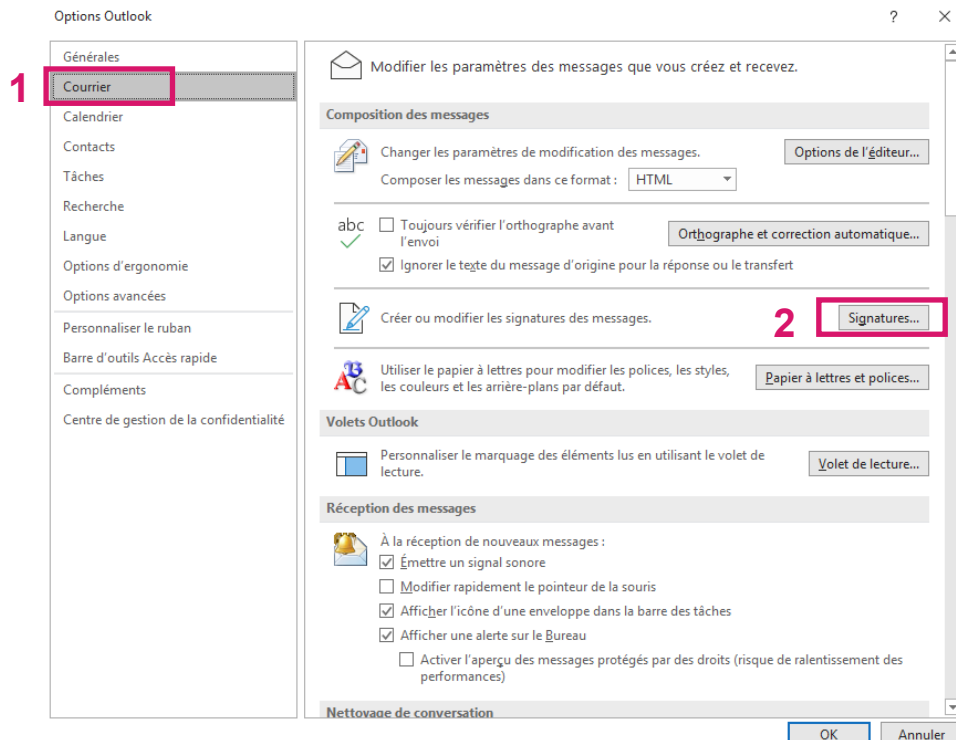 Options Outlook
?
Générales
1
Courrier
Calendrier
Contacts
Tâches
Recherche
Langue
Options d'ergonomie
Options avancées
Personnaliser le ruban
Barre d'outils Accès rapide
Compléments
Centre de gestion de la confidentialité
Modifier les paramètres des messages que vous créez et recevez.
Composition des messages
Changer les paramètres de modification des messages.
Options de l'éditeur...
Composer les messages dans ce format :
HTML
abc
Toujours vérifier l'orthographe avant
l'envoi
Orthographe et correction automatique...
Ignorer le texte du message d'origine pour la réponse ou le transfert
Créer ou modifier les signatures des messages.
2
Signatures...
Utiliser le papier à lettres pour modifier les polices, les styles,
les couleurs et les arrière-plans par défaut.
Papier à lettres et polices...
Volets Outlook
Personnaliser le marquage des éléments lus en utilisant le volet de
lecture.
Volet de lecture...
Réception des messages
À la réception de nouveaux messages :
Émettre un signal sonore
Modifier rapidement le pointeur de la souris
Afficher l'icône d'une enveloppe dans la barre des tâches
Afficher une alerte sur le Bureau
Activer l'aperçu des messages protégés par des droits (risque de ralentissement des
performances)
Nettoyage de conversation
OK
Annuler